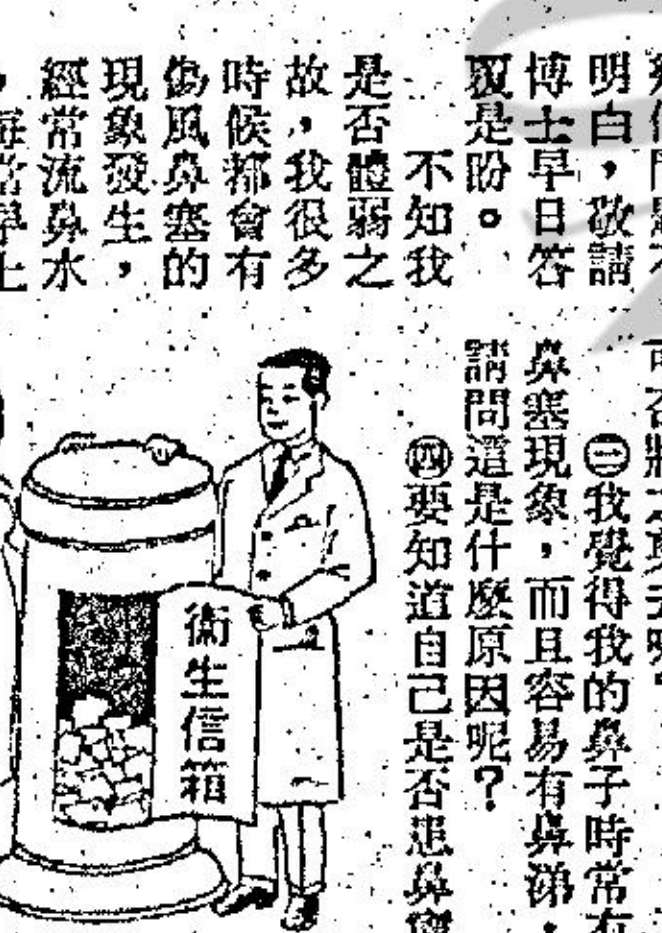 明白，敬請
博士早日答
覆是盼。
不知我
是否體弱之
故，我很多
時候都會有
傷風鼻塞的
現象發生，
經常流鼻水
㊂我覺得我的鼻子時常有
鼻塞現象，而且容易有鼻涕，
請問這是什麼原因呢？
㊃要知道自己是否患鼻竇
衞生信箱